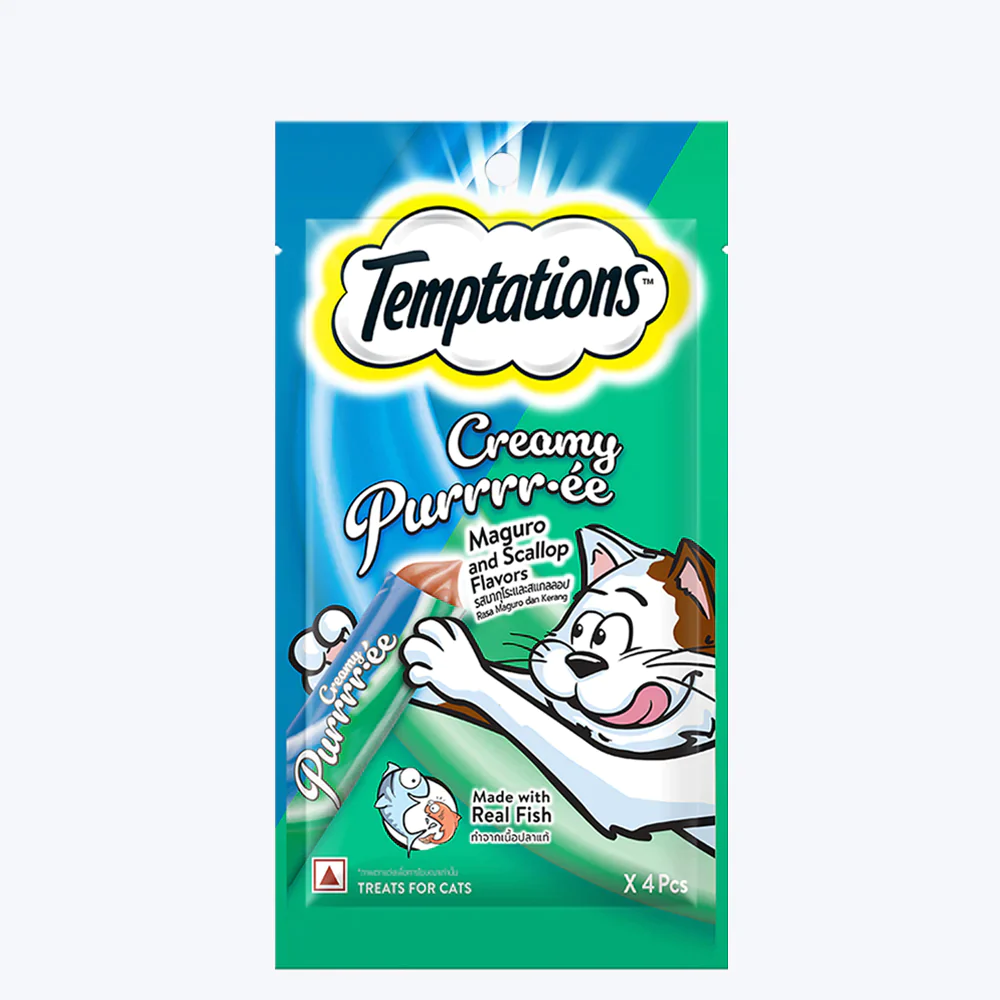 Temptations™
Creamy
Purrrr·ée
Maguro
and Scallop
Flavors
รสมากุโระและสแกลลอป
Rasa Maguro dan Kerang
Creamy
Purrrr·ée
Made with
Real Fish
ทำจากเนื้อปลาแท้
TREATS FOR CATS
X 4 Pcs